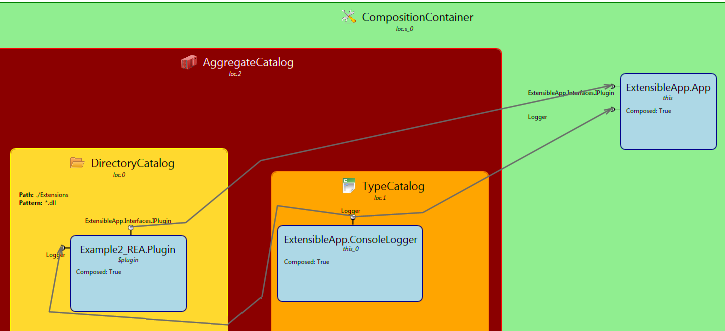 CompositionContainer
loc.s_0
AggregateCatalog
loc.2
ExtensibleApp.Interfaces.IPlugin
ExtensibleApp.App
this
Composed: True
Logger
DirectoryCatalog
loc.0
Path: ./Extensions
Pattern: *.dll
ExtensibleApp.Interfaces.IPlugin
Logger
Example2_REA.Plugin
$plugin
Composed: True
TypeCatalog
loc.1
Logger
ExtensibleApp.ConsoleLogger
this_0
Composed: True